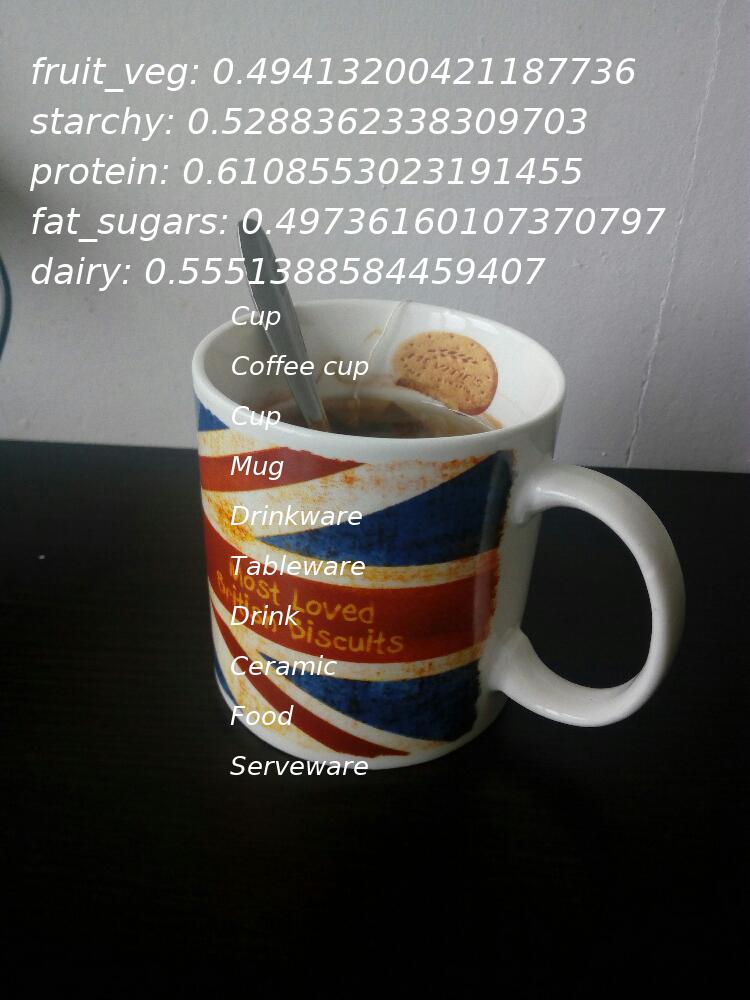 fruit_veg: 0.49413200421187736
starchy: 0.5288362338309703
protein: 0.6108553023191455
fat_sugars: 0.49736160107370797
dairy: 0.5551388584459407
Cup
Coffee cup
Cup
Mug
Drinkware
Tableware
Most Loved
British Biscuits
Drink
Ceramic
Food
Serveware